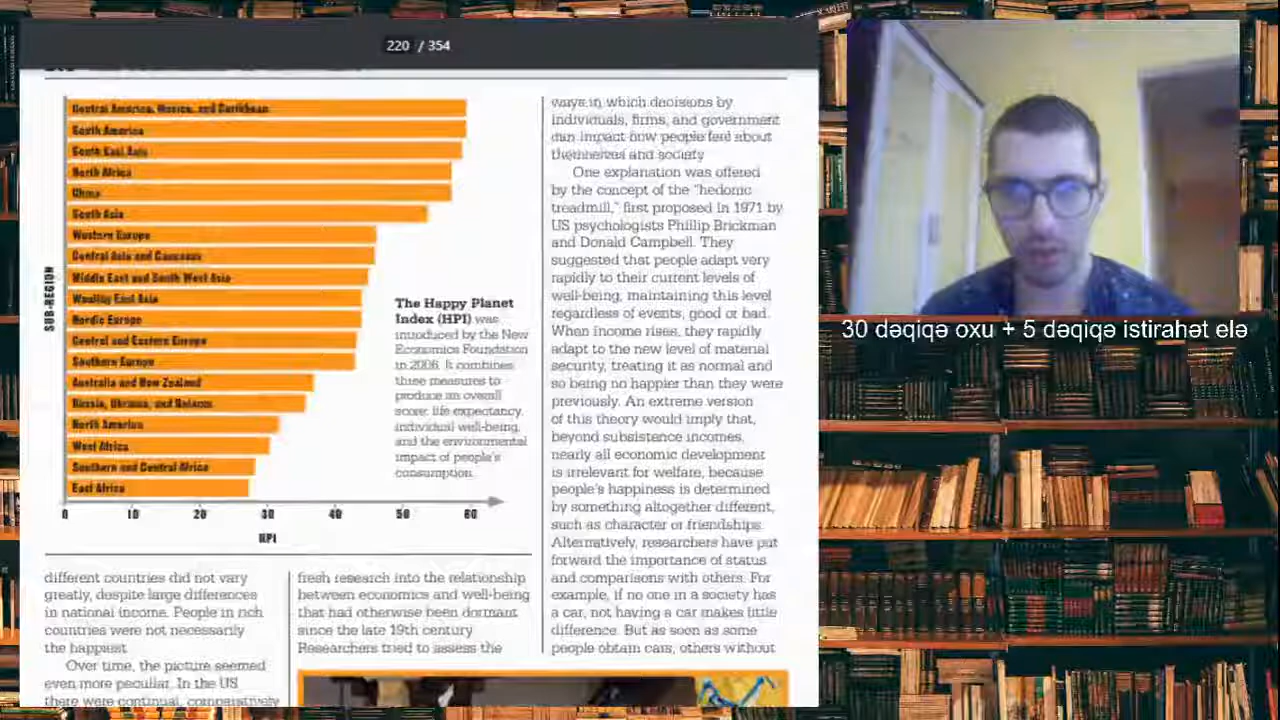 220 / 354
Central America, Mexico, and Caribbean
South America
South East Asia
North Africa
China
South Asia
Western Europe
Central Asia and Caucasus
Middle East and South West Asia
Wealthy East Asia
Nordic Europe
Central and Eastern Europe
Southern Europe
Australia and New Zealand
Russia, Ukraine, and Belarus
North America
West Africa
Southern and Central Africa
East Africa
SUB-REGION
0 10 20 30 40 50 60
HPI
The Happy Planet
Index (HPI) was
introduced by the New
Economics Foundation
in 2006. It combines
three measures to
produce an overall
score: life expectancy,
individual well-being,
and the environmental
impact of people's
consumption.
different countries did not vary
greatly, despite large differences
in national income. People in rich
countries were not necessarily
the happiest.
Over time, the picture seemed
even more peculiar. In the US
there were continual, comparatively
fresh research into the relationship
between economics and well-being
that had otherwise been dormant
since the late 19th century.
Researchers tried to assess the
ways in which decisions by
individuals, firms, and government
can impact how people feel about
themselves and society.
One explanation was offered
by the concept of the "hedonic
treadmill," first proposed in 1971 by
US psychologists Phillip Brickman
and Donald Campbell. They
suggested that people adapt very
rapidly to their current levels of
well-being, maintaining this level
regardless of events, good or bad.
When income rises, they rapidly
adapt to the new level of material
security, treating it as normal and
so being no happier than they were
previously. An extreme version
of this theory would imply that,
beyond subsistence incomes,
nearly all economic development
is irrelevant for welfare, because
people's happiness is determined
by something altogether different,
such as character or friendships.
Alternatively, researchers have put
forward the importance of status
and comparisons with others. For
example, if no one in a society has
a car, not having a car makes little
difference. But as soon as some
people obtain cars, others without
30 dəqiqə oxu + 5 dəqiqə istirahət elə